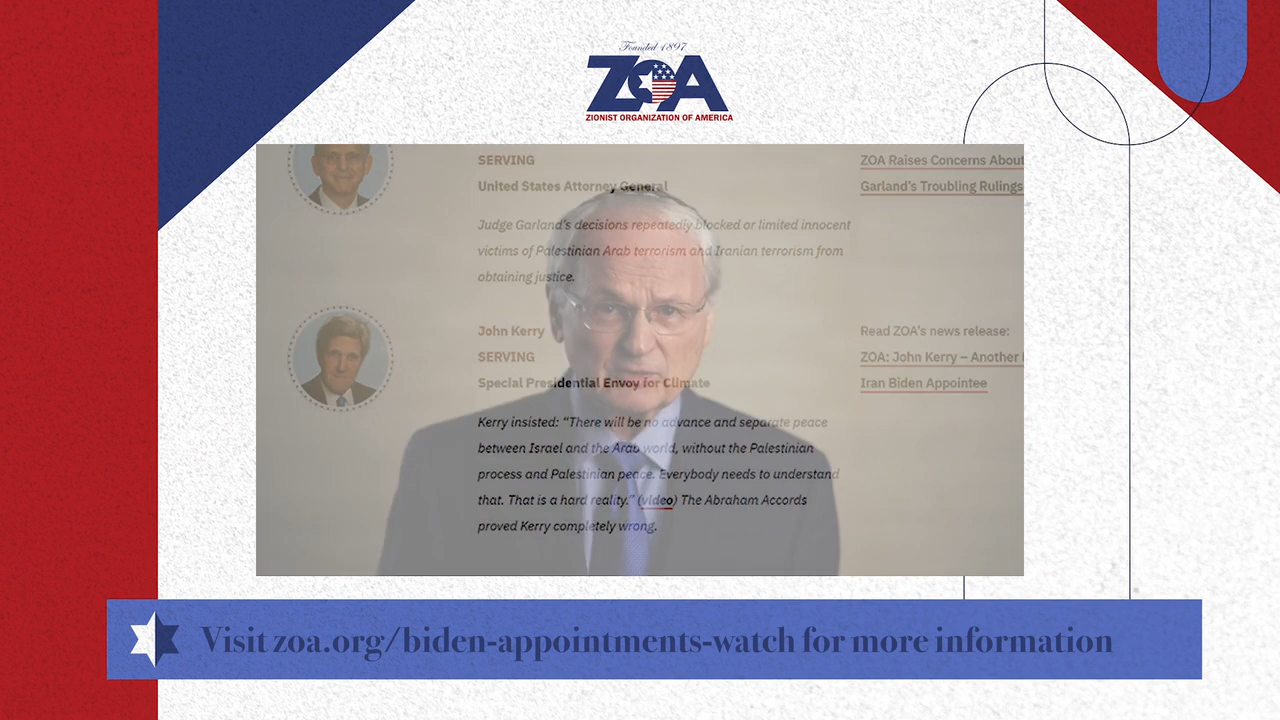 Founded 1897
ZOA
ZIONIST ORGANIZATION OF AMERICA
SERVING
United States Attorney General
Judge Garland's decisions repeatedly blocked or limited innocent
victims of Palestinian Arab terrorism and Iranian terrorism from
obtaining justice.
ZOA Raises Concerns About
Garland's Troubling Rulings
John Kerry
SERVING
Special Presidential Envoy for Climate
Kerry insisted: “There will be no advance and separate peace
between Israel and the Arab world, without the Palestinian
process and Palestinian peace. Everybody needs to understand
that. That is a hard reality.” (video) The Abraham Accords
proved Kerry completely wrong.
Read ZOA's news release:
ZOA: John Kerry – Another
Iran Biden Appointee
Visit zoa.org/biden-appointments-watch for more information